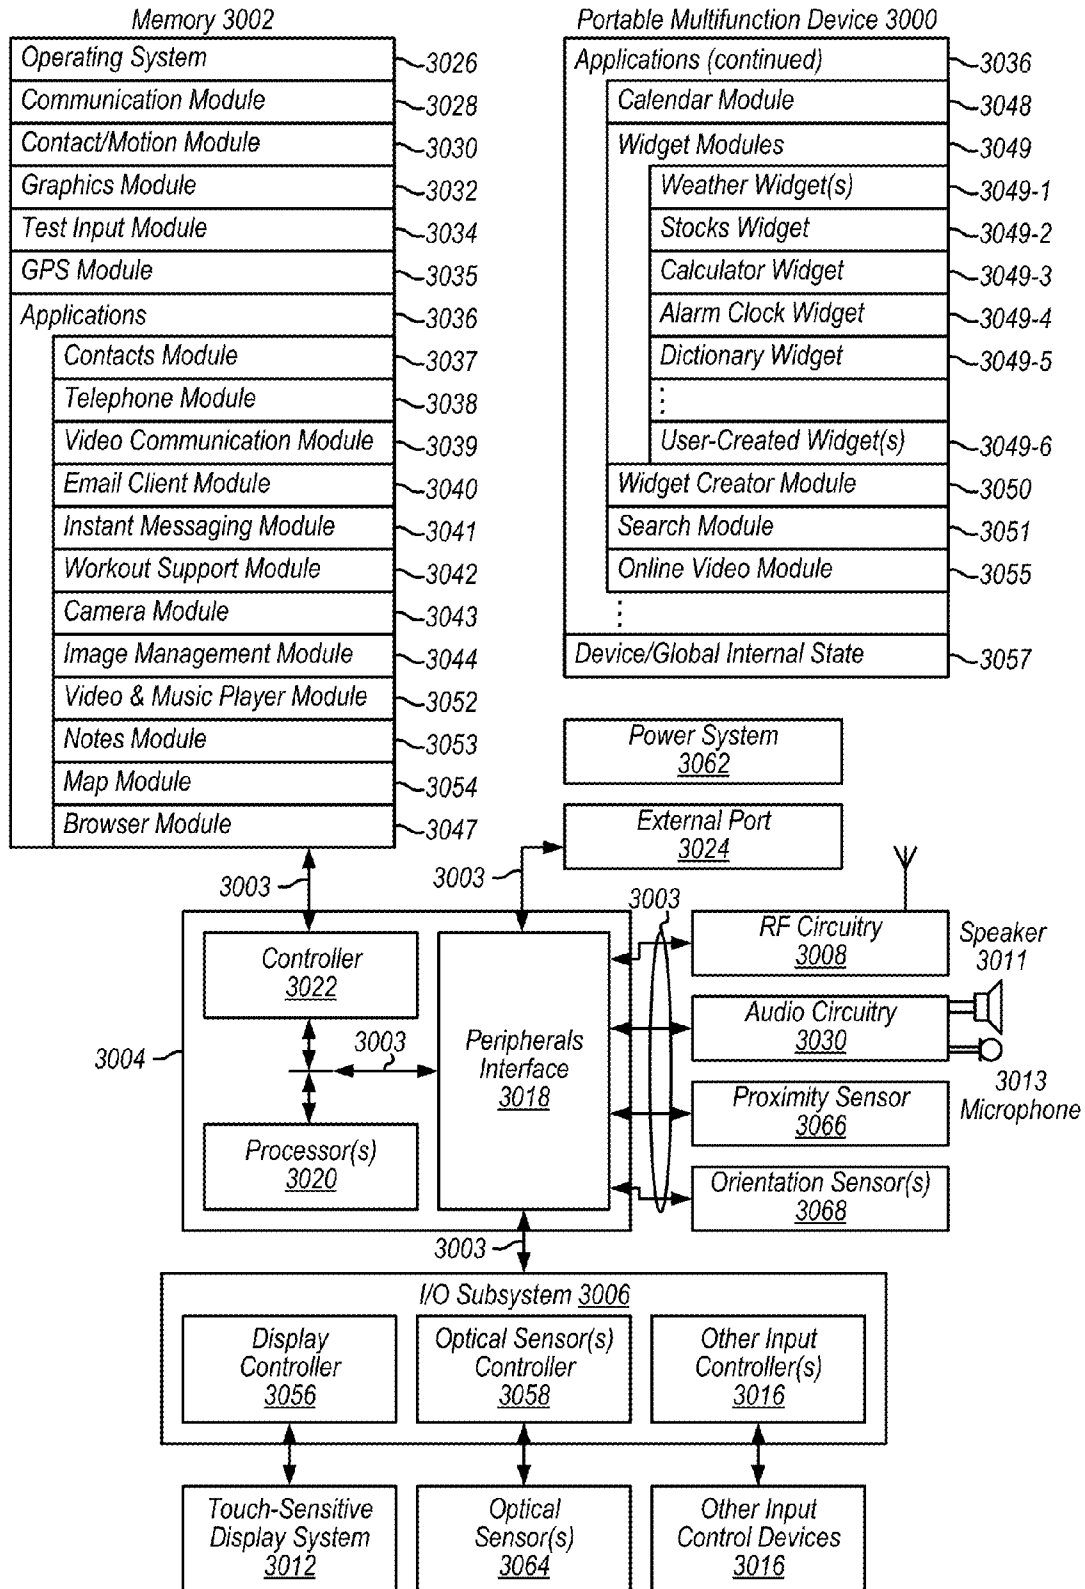 Memory 3002
Operating System 3026
Communication Module 3028
Contact/Motion Module 3030
Graphics Module 3032
Test Input Module 3034
GPS Module 3035
Applications 3036
Contacts Module 3037
Telephone Module 3038
Video Communication Module 3039
Email Client Module 3040
Instant Messaging Module 3041
Workout Support Module 3042
Camera Module 3043
Image Management Module 3044
Video & Music Player Module 3052
Notes Module 3053
Map Module 3054
Browser Module 3047
Portable Multifunction Device 3000
Applications (continued) 3036
Calendar Module 3048
Widget Modules 3049
Weather Widget(s) 3049-1
Stocks Widget 3049-2
Calculator Widget 3049-3
Alarm Clock Widget 3049-4
Dictionary Widget 3049-5
User-Created Widget(s) 3049-6
Widget Creator Module 3050
Search Module 3051
Online Video Module 3055
Device/Global Internal State 3057
Power System
3062
External Port
3024
3003
3003
3003
RF Circuitry
3008
Speaker
3011
Controller
3022
Audio Circuitry
3030
3004
3003
Peripherals
Interface
3018
3013
Microphone
Proximity Sensor
3066
Processor(s)
3020
Orientation Sensor(s)
3068
3003
I/O Subsystem 3006
Display
Controller
3056
Optical Sensor(s)
Controller
3058
Other Input
Controller(s)
3016
Touch-Sensitive
Display System
3012
Optical
Sensor(s)
3064
Other Input
Control Devices
3016